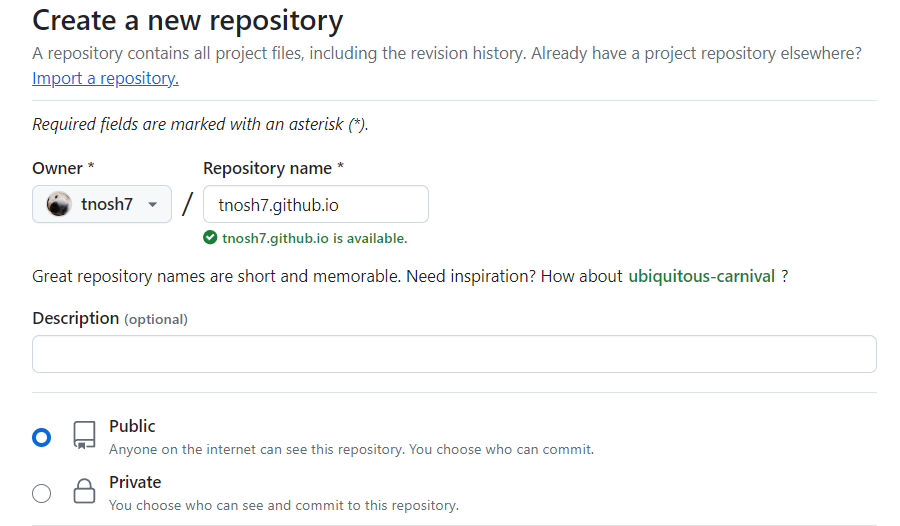 Create a new repository
A repository contains all project files, including the revision history. Already have a project repository elsewhere?
Import a repository.
Required fields are marked with an asterisk (*).
Owner *
Repository name *
tnosh7
/
tnosh7.github.io
tnosh7.github.io is available.
Great repository names are short and memorable. Need inspiration? How about ubiquitous-carnival ?
Description (optional)
Public
Anyone on the internet can see this repository. You choose who can commit.
Private
You choose who can see and commit to this repository.